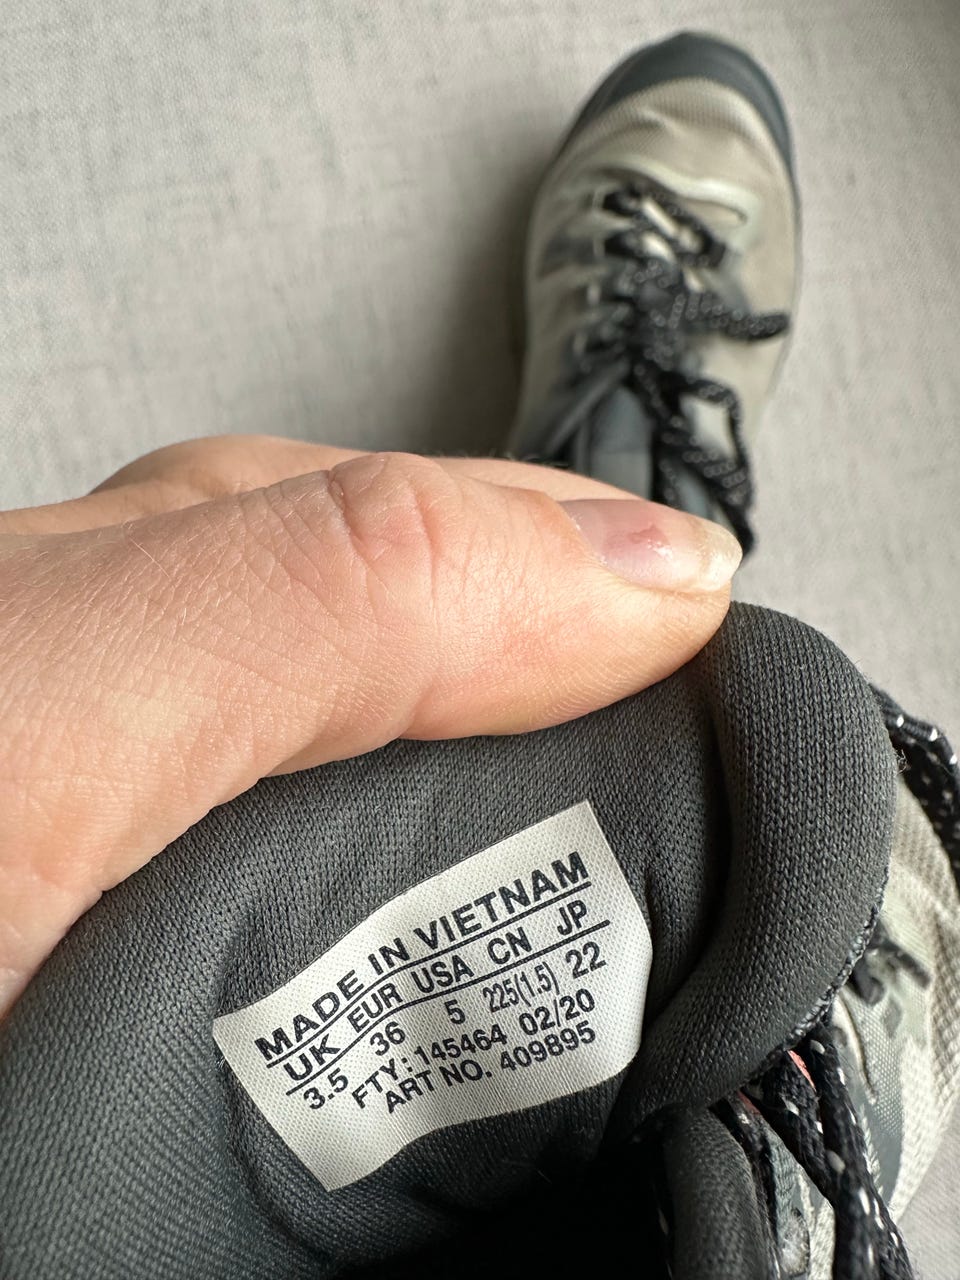 MADE IN VIETNAM
UK EUR USA CN JP
3.5 36 5 225(1.5) 22
FTY: 145464 02/20
ART NO. 409895